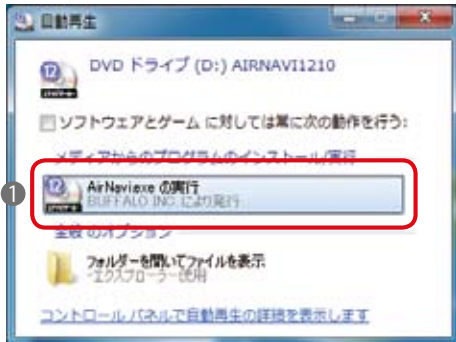 自動再生
DVD ドライブ (D:) AIRNAVI1210
ソフトウェアとゲーム に対しては常に次の動作を行う:
メディアからのプログラムのインストール/実行
1
AirNavi.exe の実行
BUFFALO INC. により発行
全般 のオプション
フォルダーを開いてファイルを表示
-エクスプローラー使用
コントロール パネルで自動再生の詳細を表示します